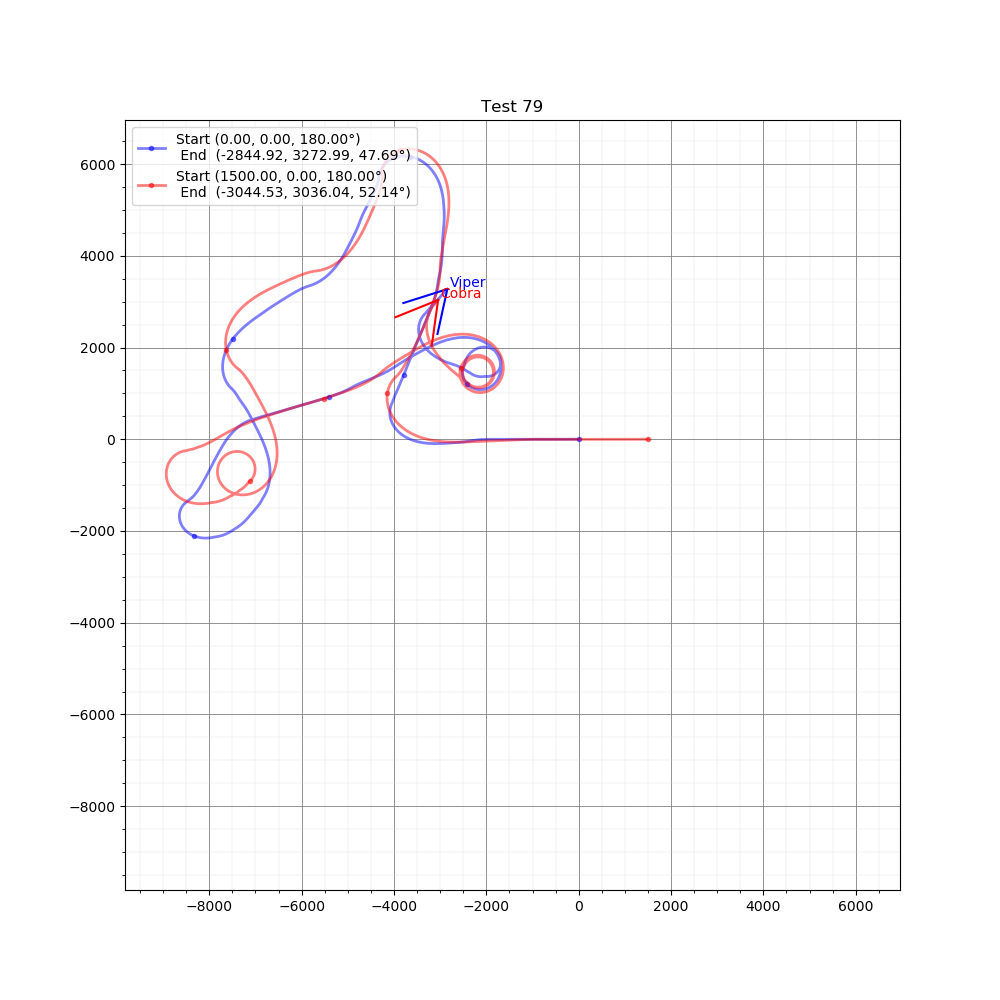 Test 79
Start (0.00, 0.00, 180.00°)
End (-2844.92, 3272.99, 47.69°)
Start (1500.00, 0.00, 180.00°)
End (-3044.53, 3036.04, 52.14°)
6000
4000
2000
0
−2000
−4000
−6000
−8000
Viper
Cobra
−8000 −6000 −4000 −2000 0 2000 4000 6000